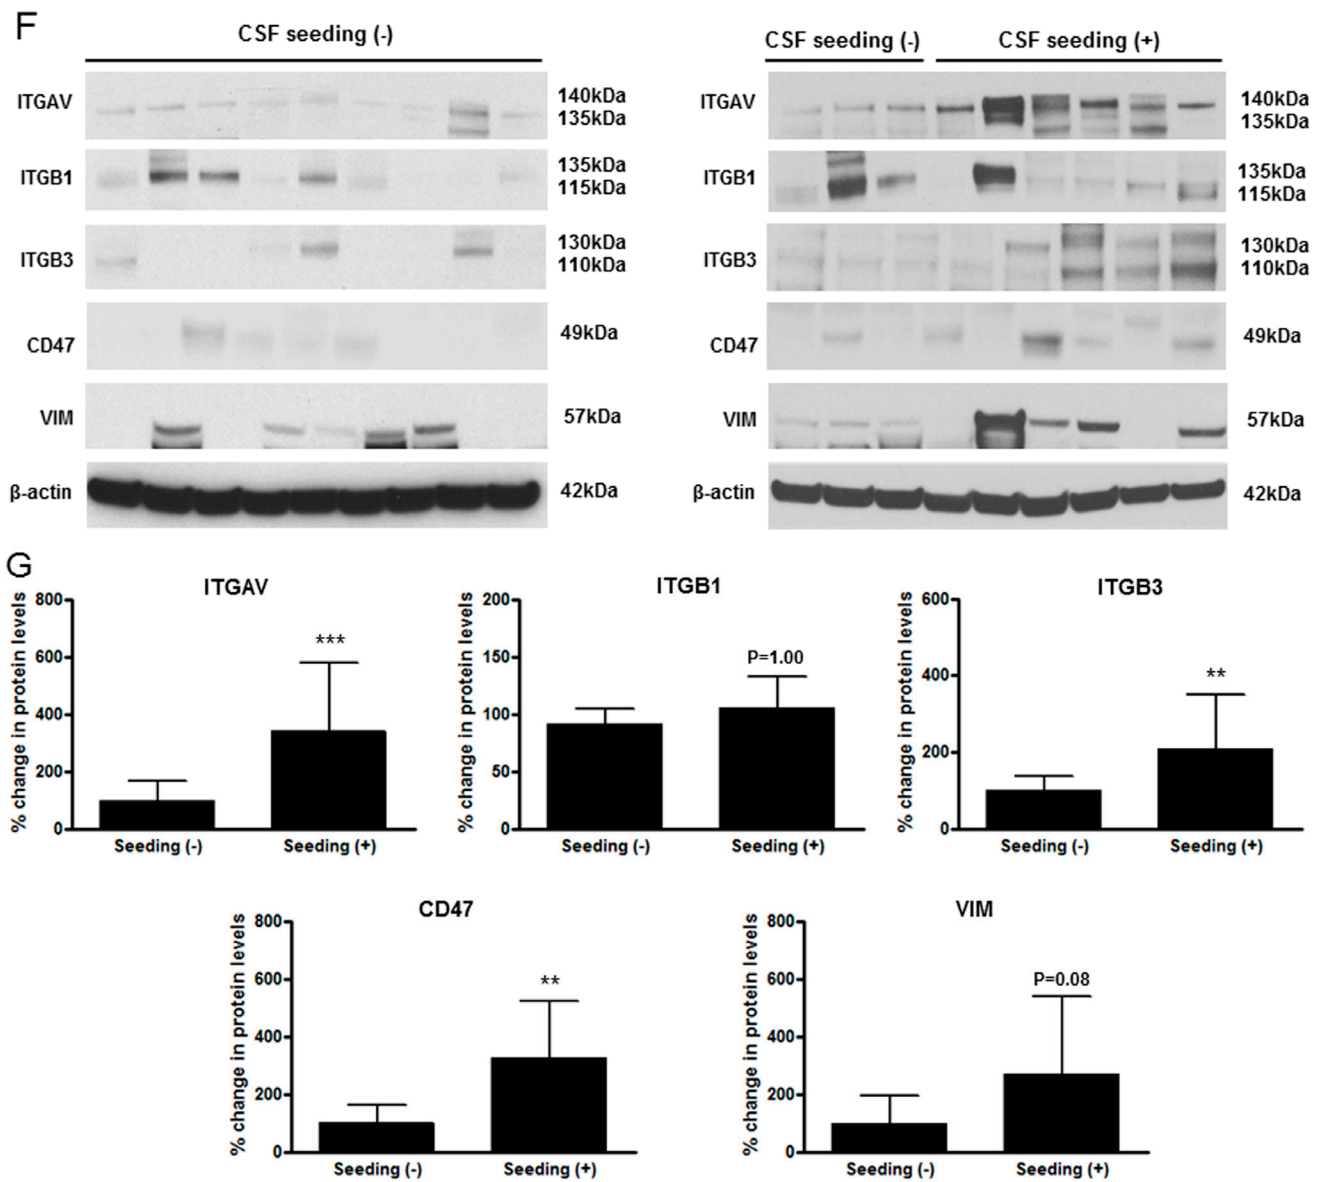 F
CSF seeding (-)
ITGAV
140kDa
135kDa
ITGB1
135kDa
115kDa
ITGB3
130kDa
110kDa
CD47
49kDa
VIM
57kDa
β-actin
42kDa
CSF seeding (-)
CSF seeding (+)
ITGAV
140kDa
135kDa
ITGB1
135kDa
115kDa
ITGB3
130kDa
110kDa
CD47
49kDa
VIM
57kDa
β-actin
42kDa
G
ITGAV
% change in protein levels
800
600
400
200
0
***
Seeding (-)
Seeding (+)
ITGB1
% change in protein levels
200
150
100
50
0
P=1.00
Seeding (-)
Seeding (+)
ITGB3
% change in protein levels
600
400
200
0
**
Seeding (-)
Seeding (+)
CD47
% change in protein levels
800
600
400
200
0
**
Seeding (-)
Seeding (+)
VIM
% change in protein levels
800
600
400
200
0
P=0.08
Seeding (-)
Seeding (+)